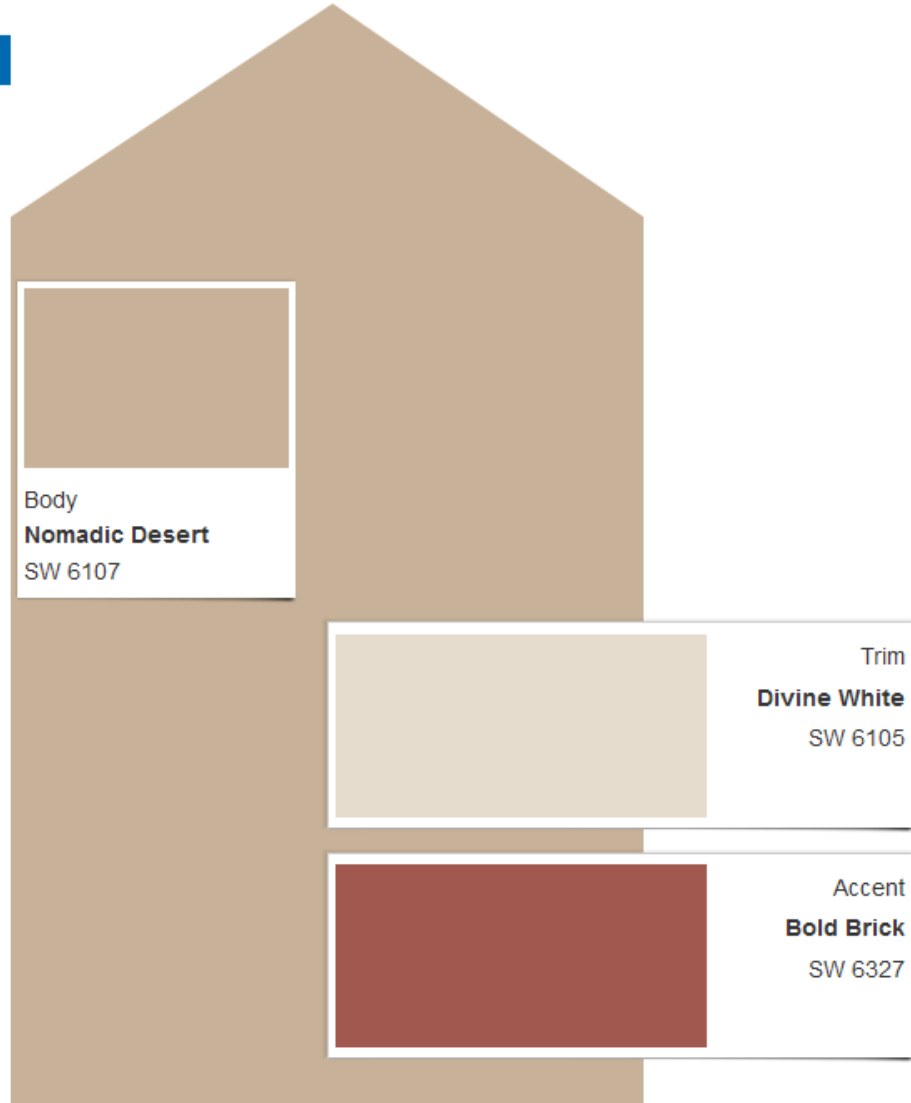 Body
Nomadic Desert
SW 6107
Trim
Divine White
SW 6105
Accent
Bold Brick
SW 6327